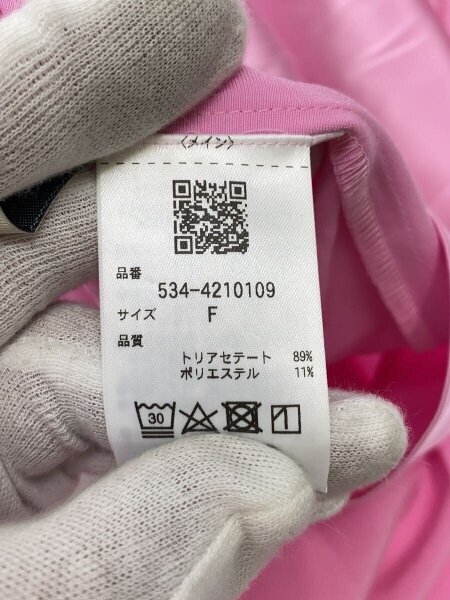 〈メイン〉
品番
534-4210109
サイズ F
品質
トリアセテート 89%
ポリエステル 11%
30